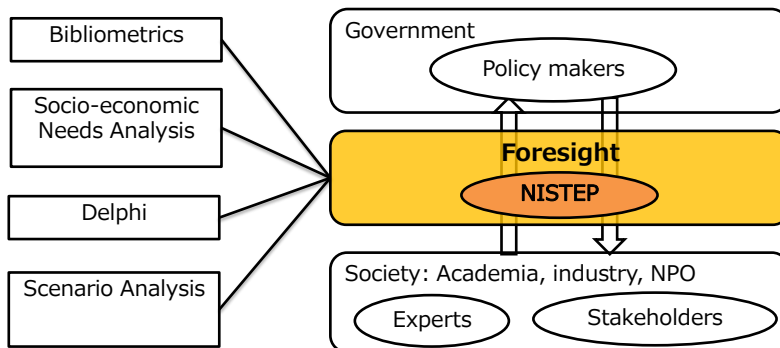 Bibliometrics
Socio-economic
Needs Analysis
Delphi
Scenario Analysis
Government
Policy makers
Foresight
NISTEP
Society: Academia, industry, NPO
Experts
Stakeholders